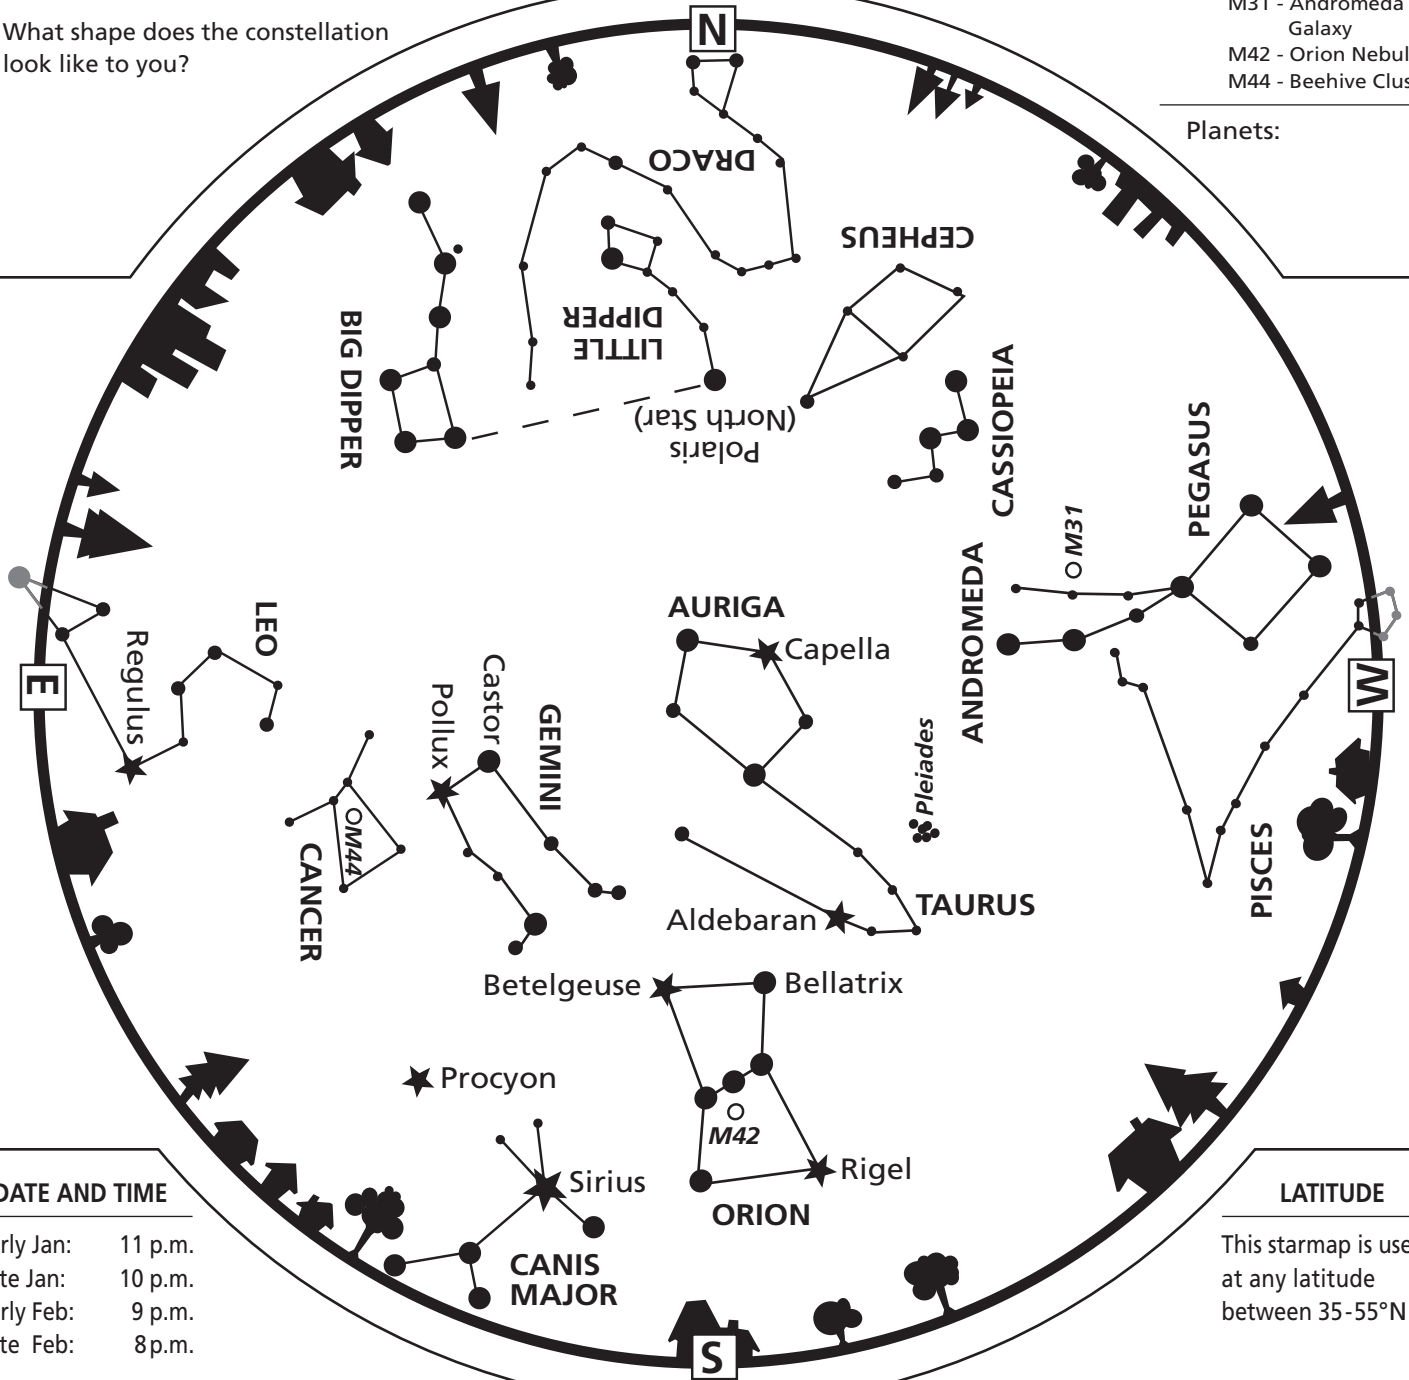 What shape does the constellation
look like to you?
M31 - Andromeda
Galaxy
M42 - Orion Nebul
M44 - Beehive Clus
Planets:
N
DRACO
CEPHEUS
LITTLE
DIPPER
BIG DIPPER
Polaris
(North Star)
CASSIOPEIA
PEGASUS
M31
ANDROMEDA
AURIGA
Capella
LEO
Regulus
E
W
Castor
Pollux
GEMINI
Pleiades
M44
CANCER
PISCES
TAURUS
Aldebaran
Betelgeuse
Bellatrix
Procyon
M42
Rigel
Sirius
ORION
CANIS
MAJOR
S
DATE AND TIME
rly Jan: 11 p.m.
te Jan: 10 p.m.
rly Feb: 9 p.m.
te Feb: 8 p.m.
LATITUDE
This starmap is use
at any latitude
between 35-55°N